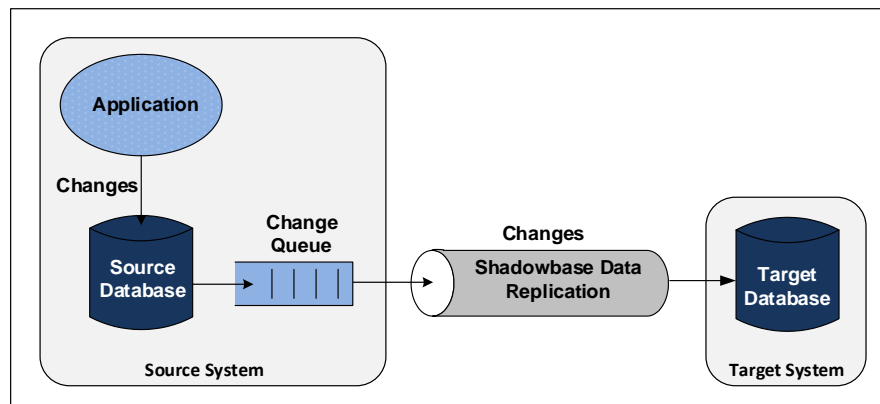 Application
Changes
Source
Database
Change
Queue
Source System
Changes
Shadowbase Data
Replication
Target
Database
Target System